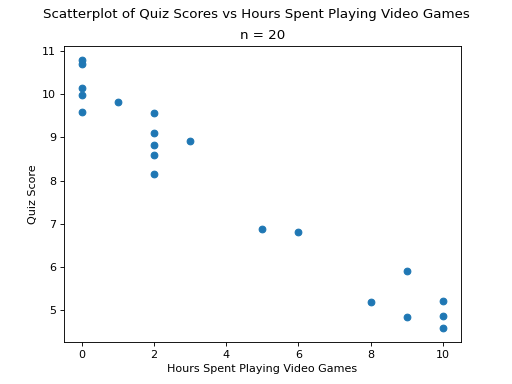 Scatterplot of Quiz Scores vs Hours Spent Playing Video Games
n = 20
11
10
9
8
7
6
5
Quiz Score
0 2 4 6 8 10
Hours Spent Playing Video Games